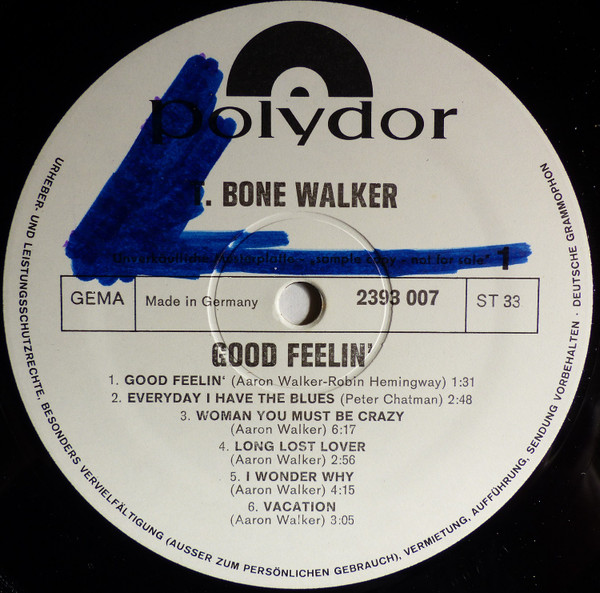 polydor
T. BONE WALKER
Unverkäufliche Musterplatte - „sample copy - not for sale" 1
GEMA Made in Germany 2393 007 ST 33
GOOD FEELIN'
1. GOOD FEELIN' (Aaron Walker-Robin Hemingway) 1:31
2. EVERYDAY I HAVE THE BLUES (Peter Chatman) 2:48
3. WOMAN YOU MUST BE CRAZY
(Aaron Walker) 6:17
4. LONG LOST LOVER
(Aaron Walker) 2:56
5. I WONDER WHY
(Aaron Walker) 4:15
6. VACATION
(Aaron Walker) 3:05
URHEBER- UND LEISTUNGSSCHUTZRECHTE, BESONDERS VERVIELFÄLTIGUNG (AUSSER ZUM PERSÖNLICHEN GEBRAUCH), VERMIETUNG, AUFFÜHRUNG, SENDUNG VORBEHALTEN · DEUTSCHE GRAMMOPHON